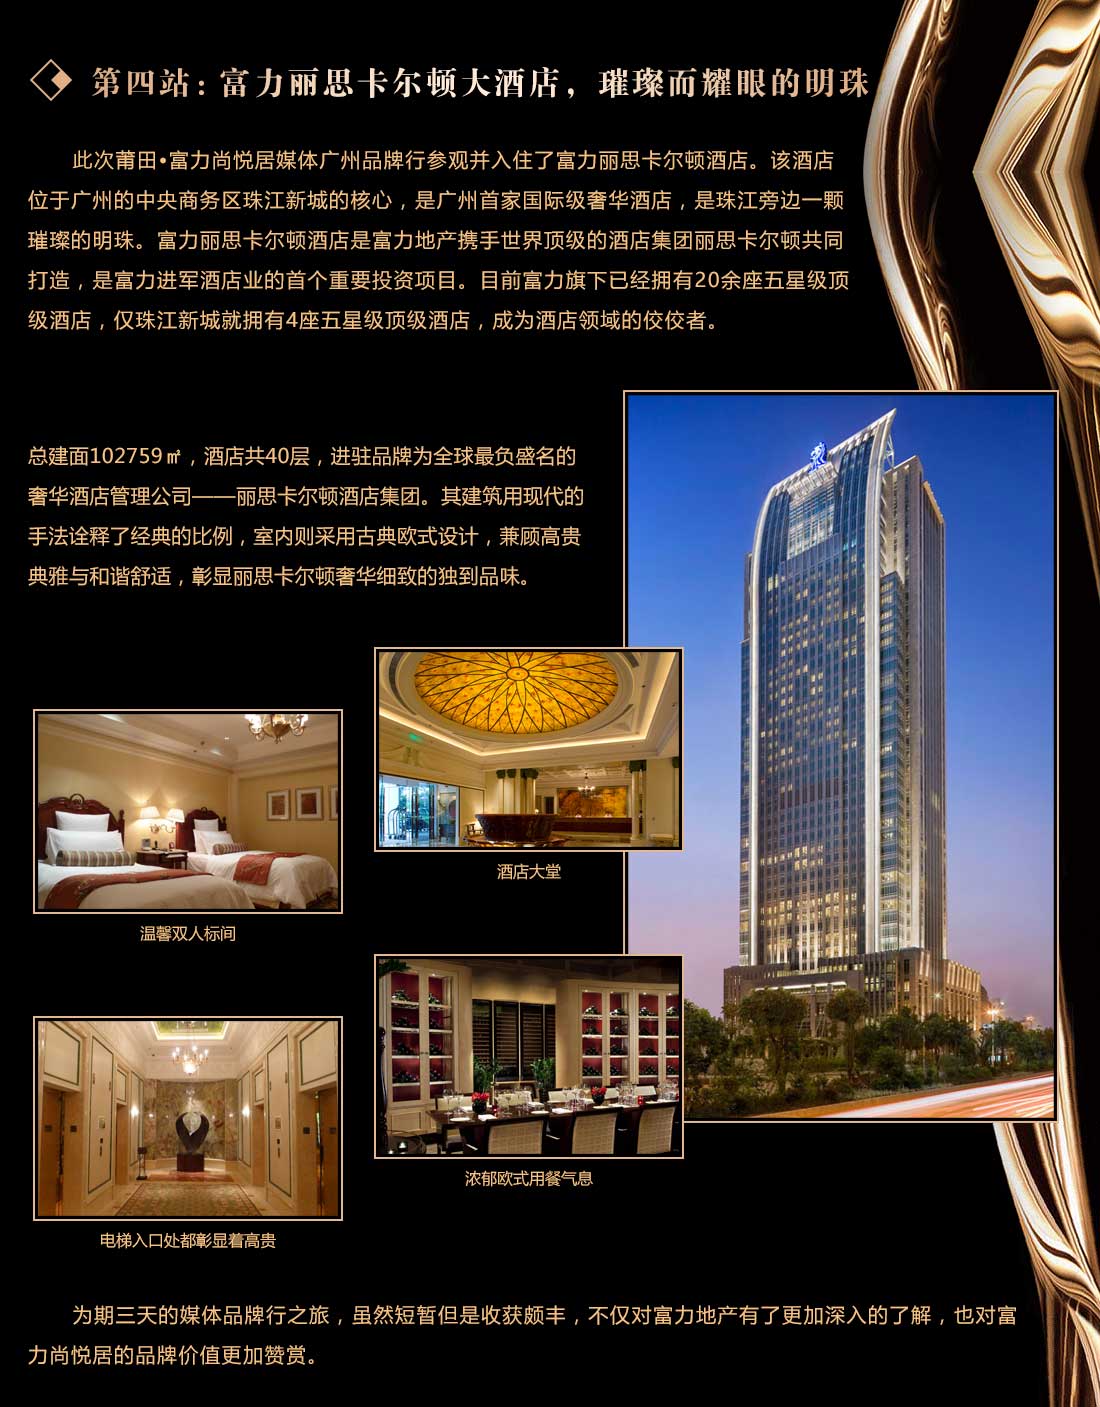 第四站：富力丽思卡尔顿大酒店，璀璨而耀眼的明珠
此次莆田•富力尚悦居媒体广州品牌行参观并入住了富力丽思卡尔顿酒店。该酒店
位于广州的中央商务区珠江新城的核心，是广州首家国际级奢华酒店，是珠江旁边一颗
璀璨的明珠。富力丽思卡尔顿酒店是富力地产携手世界顶级的酒店集团丽思卡尔顿共同
打造，是富力进军酒店业的首个重要投资项目。目前富力旗下已经拥有20余座五星级顶
级酒店，仅珠江新城就拥有4座五星级顶级酒店，成为酒店领域的佼佼者。
总建面102759㎡，酒店共40层，进驻品牌为全球最负盛名的
奢华酒店管理公司——丽思卡尔顿酒店集团。其建筑用现代的
手法诠释了经典的比例，室内则采用古典欧式设计，兼顾高贵
典雅与和谐舒适，彰显丽思卡尔顿奢华细致的独到品味。
酒店大堂
温馨双人标间
浓郁欧式用餐气息
电梯入口处都彰显着高贵
为期三天的媒体品牌行之旅，虽然短暂但是收获颇丰，不仅对富力地产有了更加深入的了解，也对富
力尚悦居的品牌价值更加赞赏。